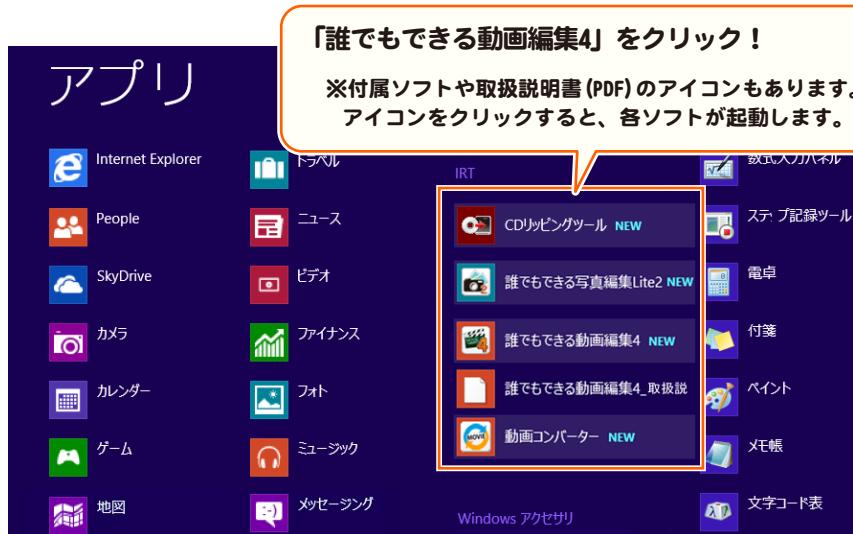 「誰でもできる動画編集4」をクリック!
※付属ソフトや取扱説明書(PDF)のアイコンもあります。
アイコンをクリックすると、各ソフトが起動します。
アプリ
Internet Explorer
People
SkyDrive
カメラ
カレンダー
ゲーム
地図
トラベル
ニュース
ビデオ
ファイナンス
フォト
ミュージック
メッセージング
IRT
CDリッピングツール NEW
誰でもできる写真編集Lite2 NEW
誰でもできる動画編集4 NEW
誰でもできる動画編集4_取扱説
動画コンバーター NEW
Windows アクセサリ
数式入力パネル
ステップ記録ツール
電卓
付箋
ペイント
メモ帳
文字コード表